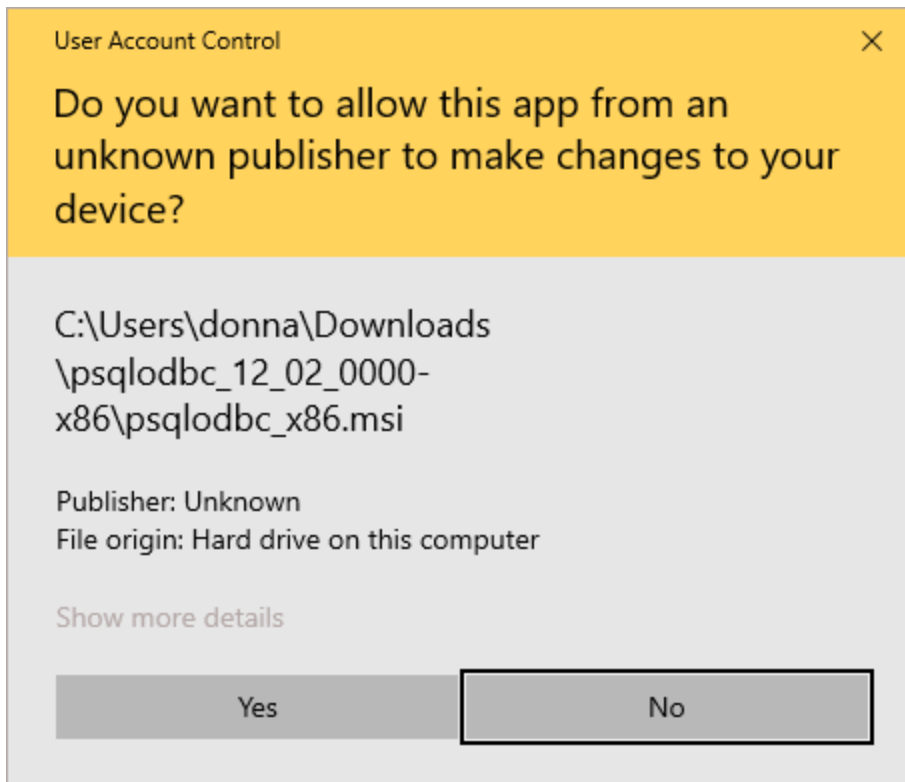 User Account Control
Do you want to allow this app from an
unknown publisher to make changes to your
device?
C:\Users\donna\Downloads
\psqlodbc_12_02_0000-
x86\psqlodbc_x86.msi
Publisher: Unknown
File origin: Hard drive on this computer
Show more details
Yes
No